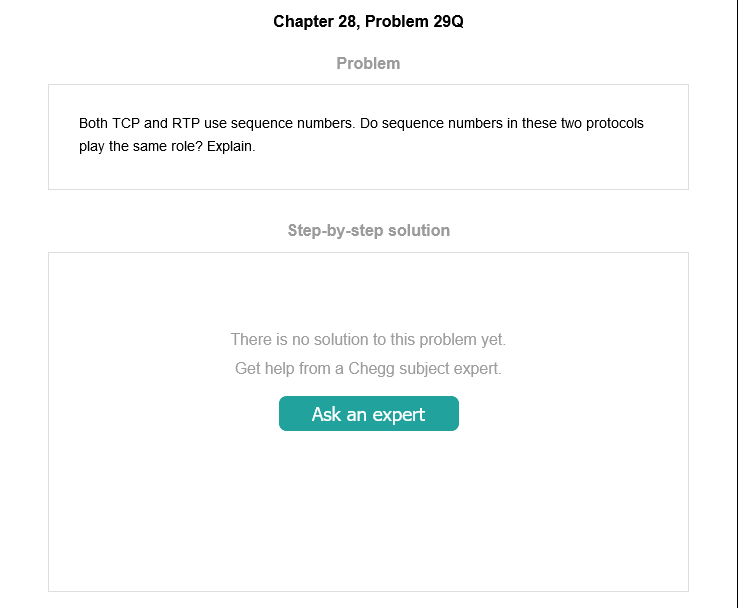 Chapter 28, Problem 29Q
Problem
Both TCP and RTP use sequence numbers. Do sequence numbers in these two protocols
play the same role? Explain.
Step-by-step solution
There is no solution to this problem yet.
Get help from a Chegg subject expert.
Ask an expert